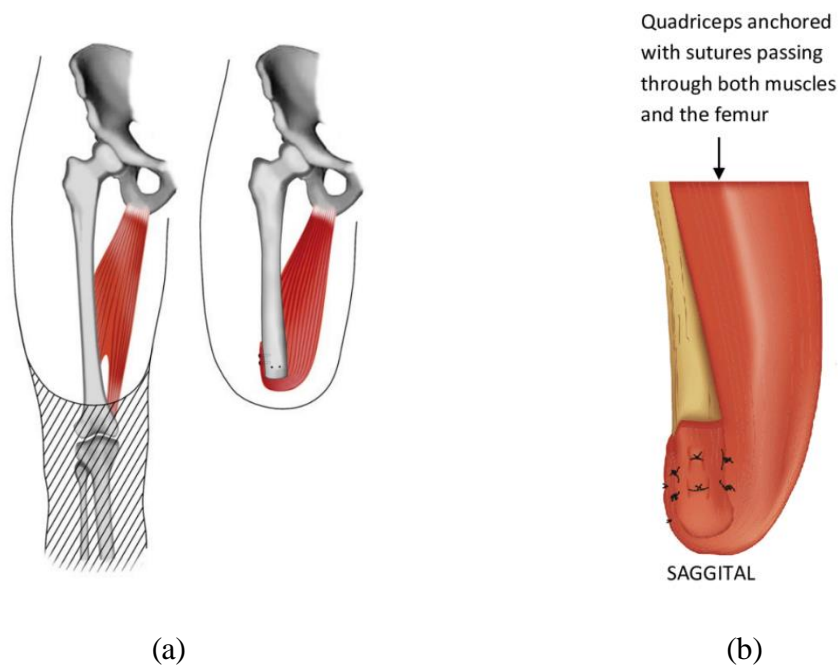 Quadriceps anchored
with sutures passing
through both muscles
and the femur
SAGGITAL
(a)
(b)